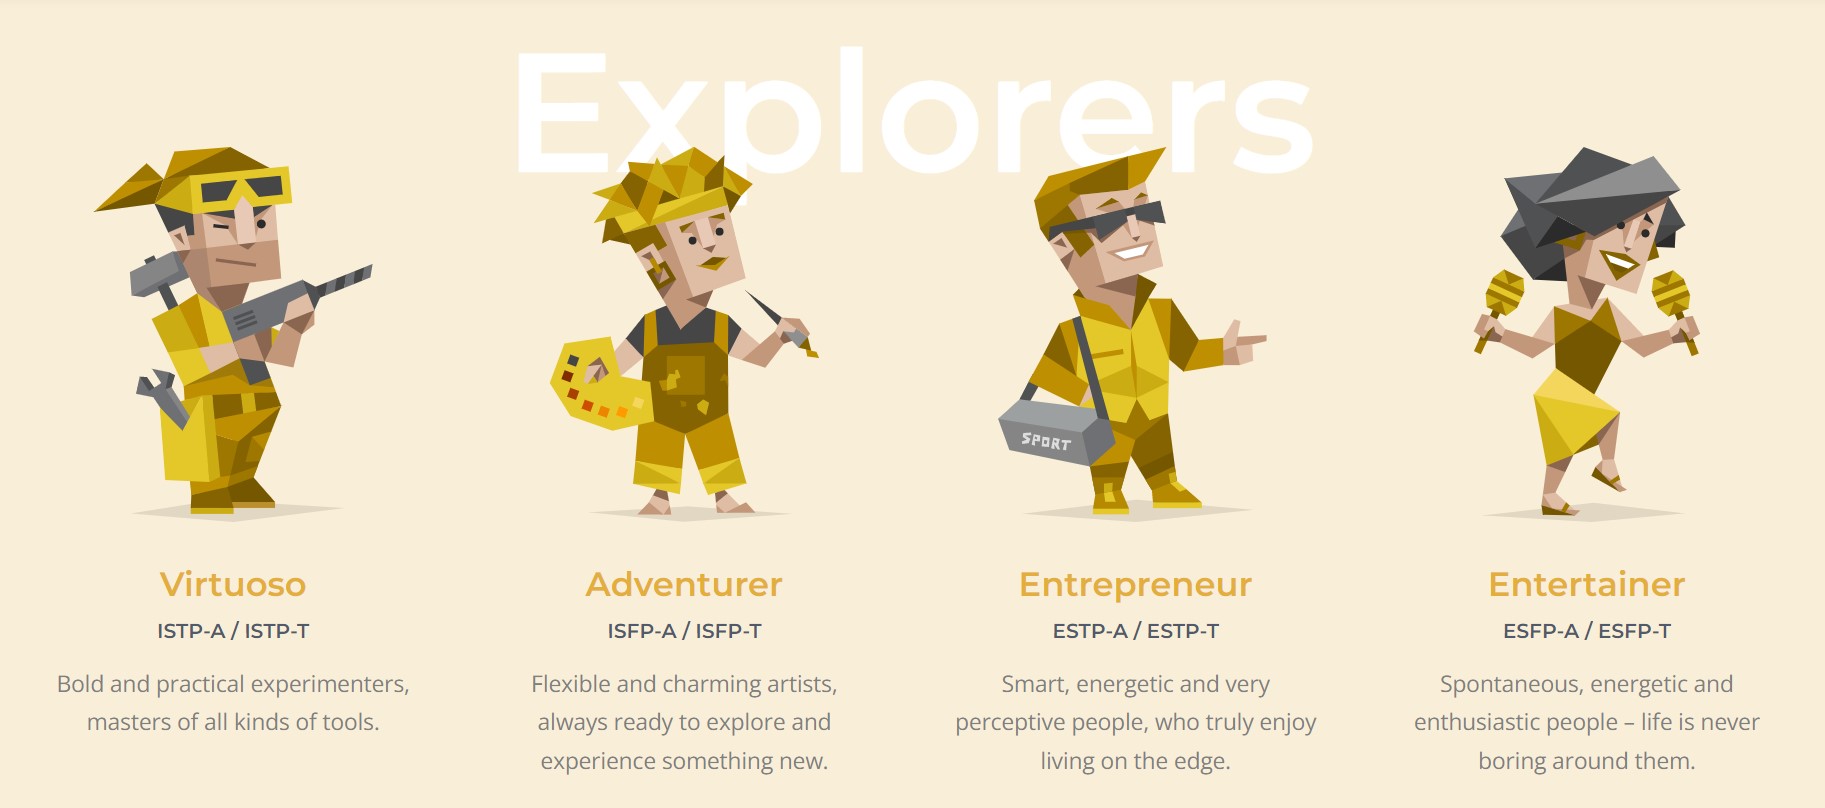 Explorers
Virtuoso
ISTP-A / ISTP-T
Bold and practical experimenters,
masters of all kinds of tools.
Adventurer
ISFP-A / ISFP-T
Flexible and charming artists,
always ready to explore and
experience something new.
SPORT
Entrepreneur
ESTP-A / ESTP-T
Smart, energetic and very
perceptive people, who truly enjoy
living on the edge.
Entertainer
ESFP-A / ESFP-T
Spontaneous, energetic and
enthusiastic people – life is never
boring around them.